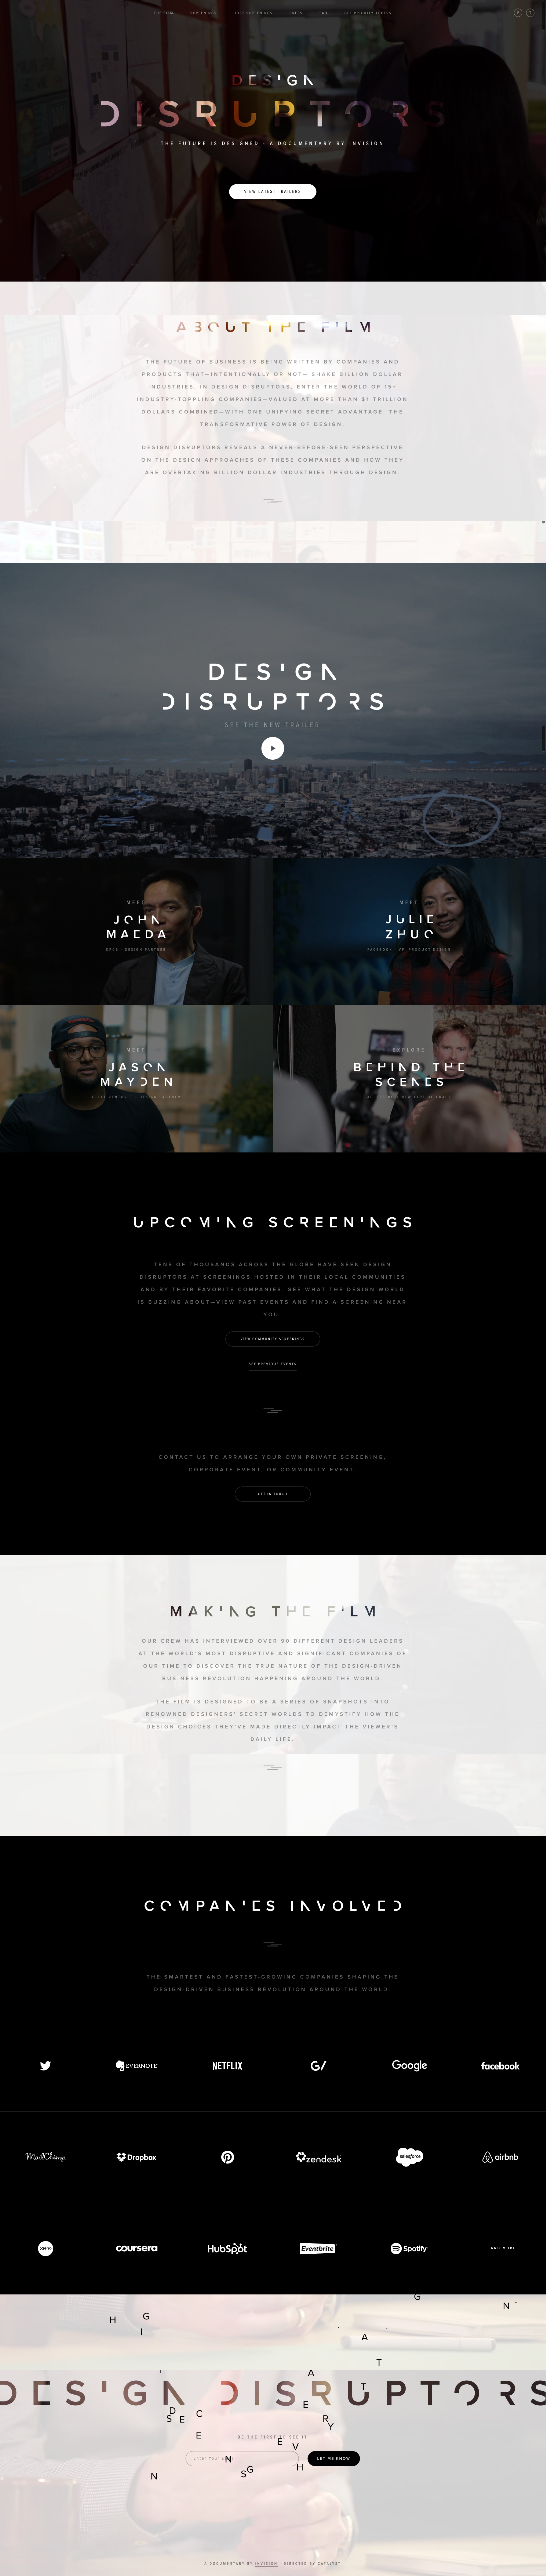 THE FILM SCREENINGS HOST SCREENINGS PRESS FAQ GET PRIORITY ACCESS
DESIGN
DISRUPTORS
THE FUTURE IS DESIGNED - A DOCUMENTARY BY INVISION
VIEW LATEST TRAILERS
ABOUT THE FILM
THE FUTURE OF BUSINESS IS BEING WRITTEN BY COMPANIES AND
PRODUCTS THAT—INTENTIONALLY OR NOT— SHAKE BILLION DOLLAR
INDUSTRIES. IN DESIGN DISRUPTORS, ENTER THE WORLD OF 15+
INDUSTRY-TOPPLING COMPANIES—VALUED AT MORE THAN $1 TRILLION
DOLLARS COMBINED—WITH ONE UNIFYING SECRET ADVANTAGE: THE
TRANSFORMATIVE POWER OF DESIGN.
DESIGN DISRUPTORS REVEALS A NEVER-BEFORE-SEEN PERSPECTIVE
ON THE DESIGN APPROACHES OF THESE COMPANIES AND HOW THEY
ARE OVERTAKING BILLION DOLLAR INDUSTRIES THROUGH DESIGN.
DESIGN
DISRUPTORS
SEE THE NEW TRAILER
MEET
JOHN
MAEDA
KPCB - DESIGN PARTNER
MEET
JULIE
ZHUO
FACEBOOK - VP, PRODUCT DESIGN
MEET
JASON
MAYDEN
ACCEL VENTURES - DESIGN PARTNER
EXPLORE
BEHIND THE
SCENES
UPCOMING SCREENINGS
TENS OF THOUSANDS ACROSS THE GLOBE HAVE SEEN DESIGN
DISRUPTORS AT SCREENINGS HOSTED IN THEIR LOCAL COMMUNITIES
AND BY THEIR FAVORITE COMPANIES. SEE WHAT THE DESIGN WORLD
IS BUZZING ABOUT—VIEW PAST EVENTS AND FIND A SCREENING NEAR
YOU.
VIEW COMMUNITY SCREENINGS
SEE PREVIOUS EVENTS
CONTACT US TO ARRANGE YOUR OWN PRIVATE SCREENING,
CORPORATE EVENT, OR COMMUNITY EVENT.
GET IN TOUCH
MAKING THE FILM
OUR CREW HAS INTERVIEWED OVER 90 DIFFERENT DESIGN LEADERS
AT THE WORLD'S MOST DISRUPTIVE AND SIGNIFICANT COMPANIES OF
OUR TIME TO DISCOVER THE TRUE NATURE OF THE DESIGN-DRIVEN
BUSINESS REVOLUTION HAPPENING AROUND THE WORLD.
THE FILM IS DESIGNED TO BE A SERIES OF SNAPSHOTS INTO
RENOWNED DESIGNERS' SECRET WORLDS TO DEMYSTIFY HOW THE
DESIGN CHOICES THEY'VE MADE DIRECTLY IMPACT THE VIEWER'S
DAILY LIFE.
COMPANIES INVOLVED
THE SMARTEST AND FASTEST-GROWING COMPANIES SHAPING THE
DESIGN-DRIVEN BUSINESS REVOLUTION AROUND THE WORLD.
EVERNOTE NETFLIX G/ Google facebook
MailChimp Dropbox zendesk salesforce airbnb
xero coursera HubSpot Eventbrite Spotify ...AND MORE
G
N
H G
I
A
T
A
DESIGN DISRUPTORS
T
E
D
S E C
R
Y
E
BE THE FIRST TO SEE IT
E
V
N
Enter Your
LET ME KNOW
H
G
S
N
A DOCUMENTARY BY INVISION - DIRECTED BY CATALYST